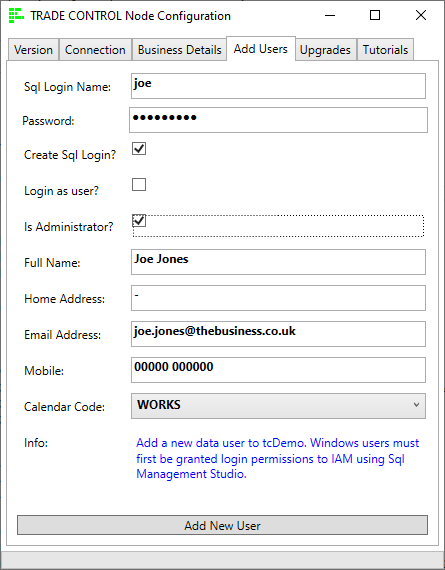 TRADE CONTROL Node Configuration
Version Connection Business Details Add Users Upgrades Tutorials
Sql Login Name: joe
Password: •••••••••
Create Sql Login?
Login as user?
Is Administrator?
Full Name: Joe Jones
Home Address: -
Email Address: joe.jones@thebusiness.co.uk
Mobile: 00000 000000
Calendar Code: WORKS
Info: Add a new data user to tcDemo. Windows users must
first be granted login permissions to IAM using Sql
Management Studio.
Add New User